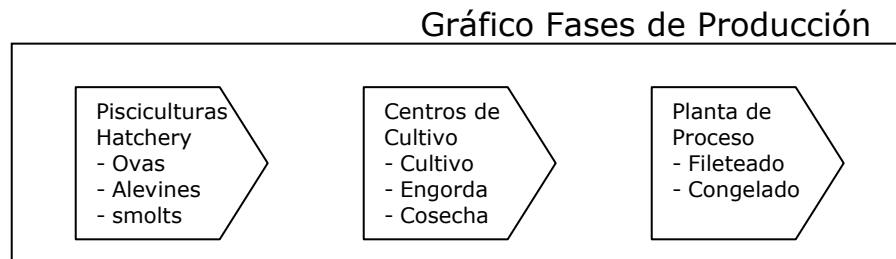 Gráfico Fases de Producción
Pisciculturas
Hatchery
- Ovas
- Alevines
- smolts
Centros de
Cultivo
- Cultivo
- Engorda
- Cosecha
Planta de
Proceso
- Fileteado
- Congelado